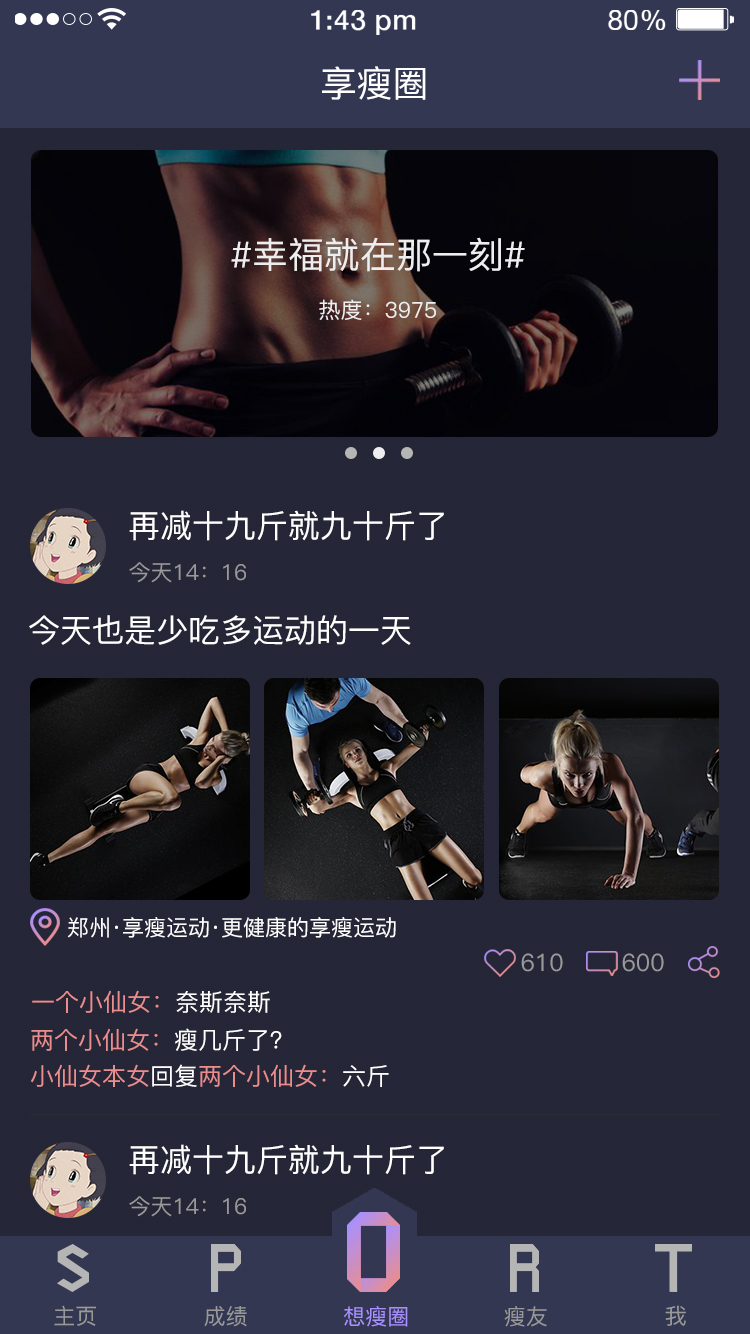 1:43 pm
80%
享瘦圈
#幸福就在那一刻#
热度：3975
再减十九斤就九十斤了
今天14：16
今天也是少吃多运动的一天
郑州·享瘦运动·更健康的享瘦运动
610
600
一个小仙女：奈斯奈斯
两个小仙女：瘦几斤了?
小仙女本女回复两个小仙女：六斤
再减十九斤就九十斤了
今天14：16
S P O R T
主页 成绩 想瘦圈 瘦友 我